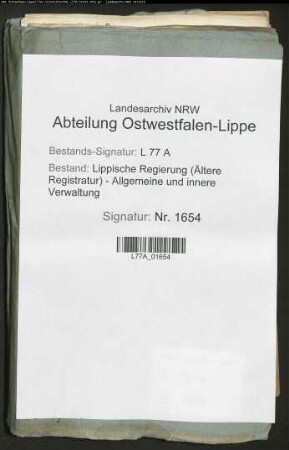 Landesarchiv NRW
Abteilung Ostwestfalen-Lippe
Bestands-Signatur: L 77 A
Bestand: Lippische Regierung (Ältere
Registratur) - Allgemeine und innere
Verwaltung
Signatur: Nr. 1654
L77A_01654